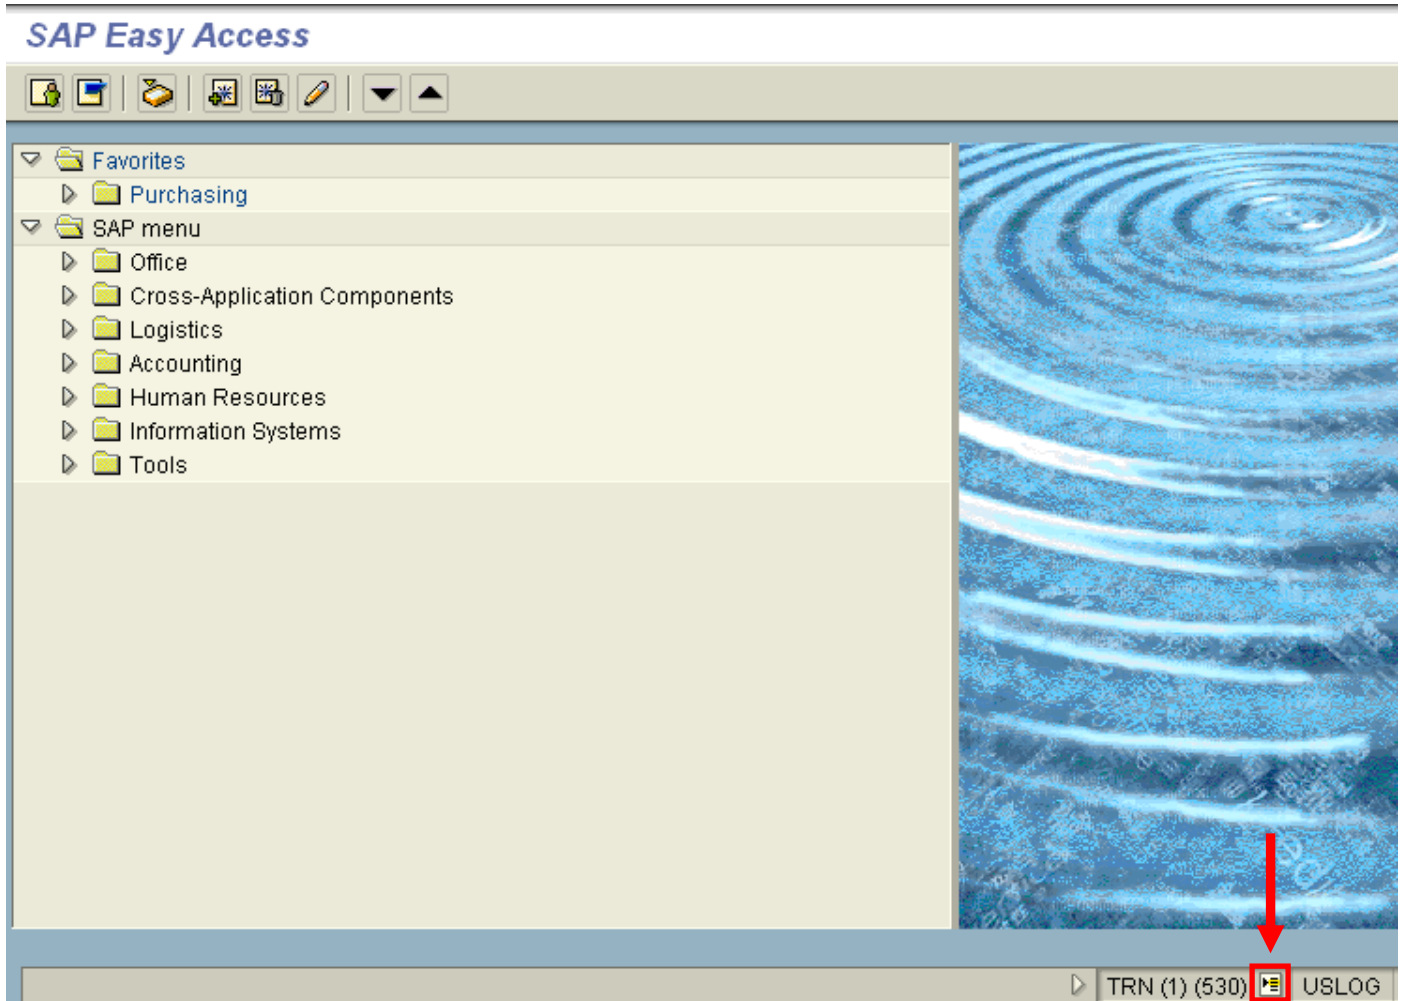 SAP Easy Access
Favorites
Purchasing
SAP menu
Office
Cross-Application Components
Logistics
Accounting
Human Resources
Information Systems
Tools
TRN (1) (530) USLOG